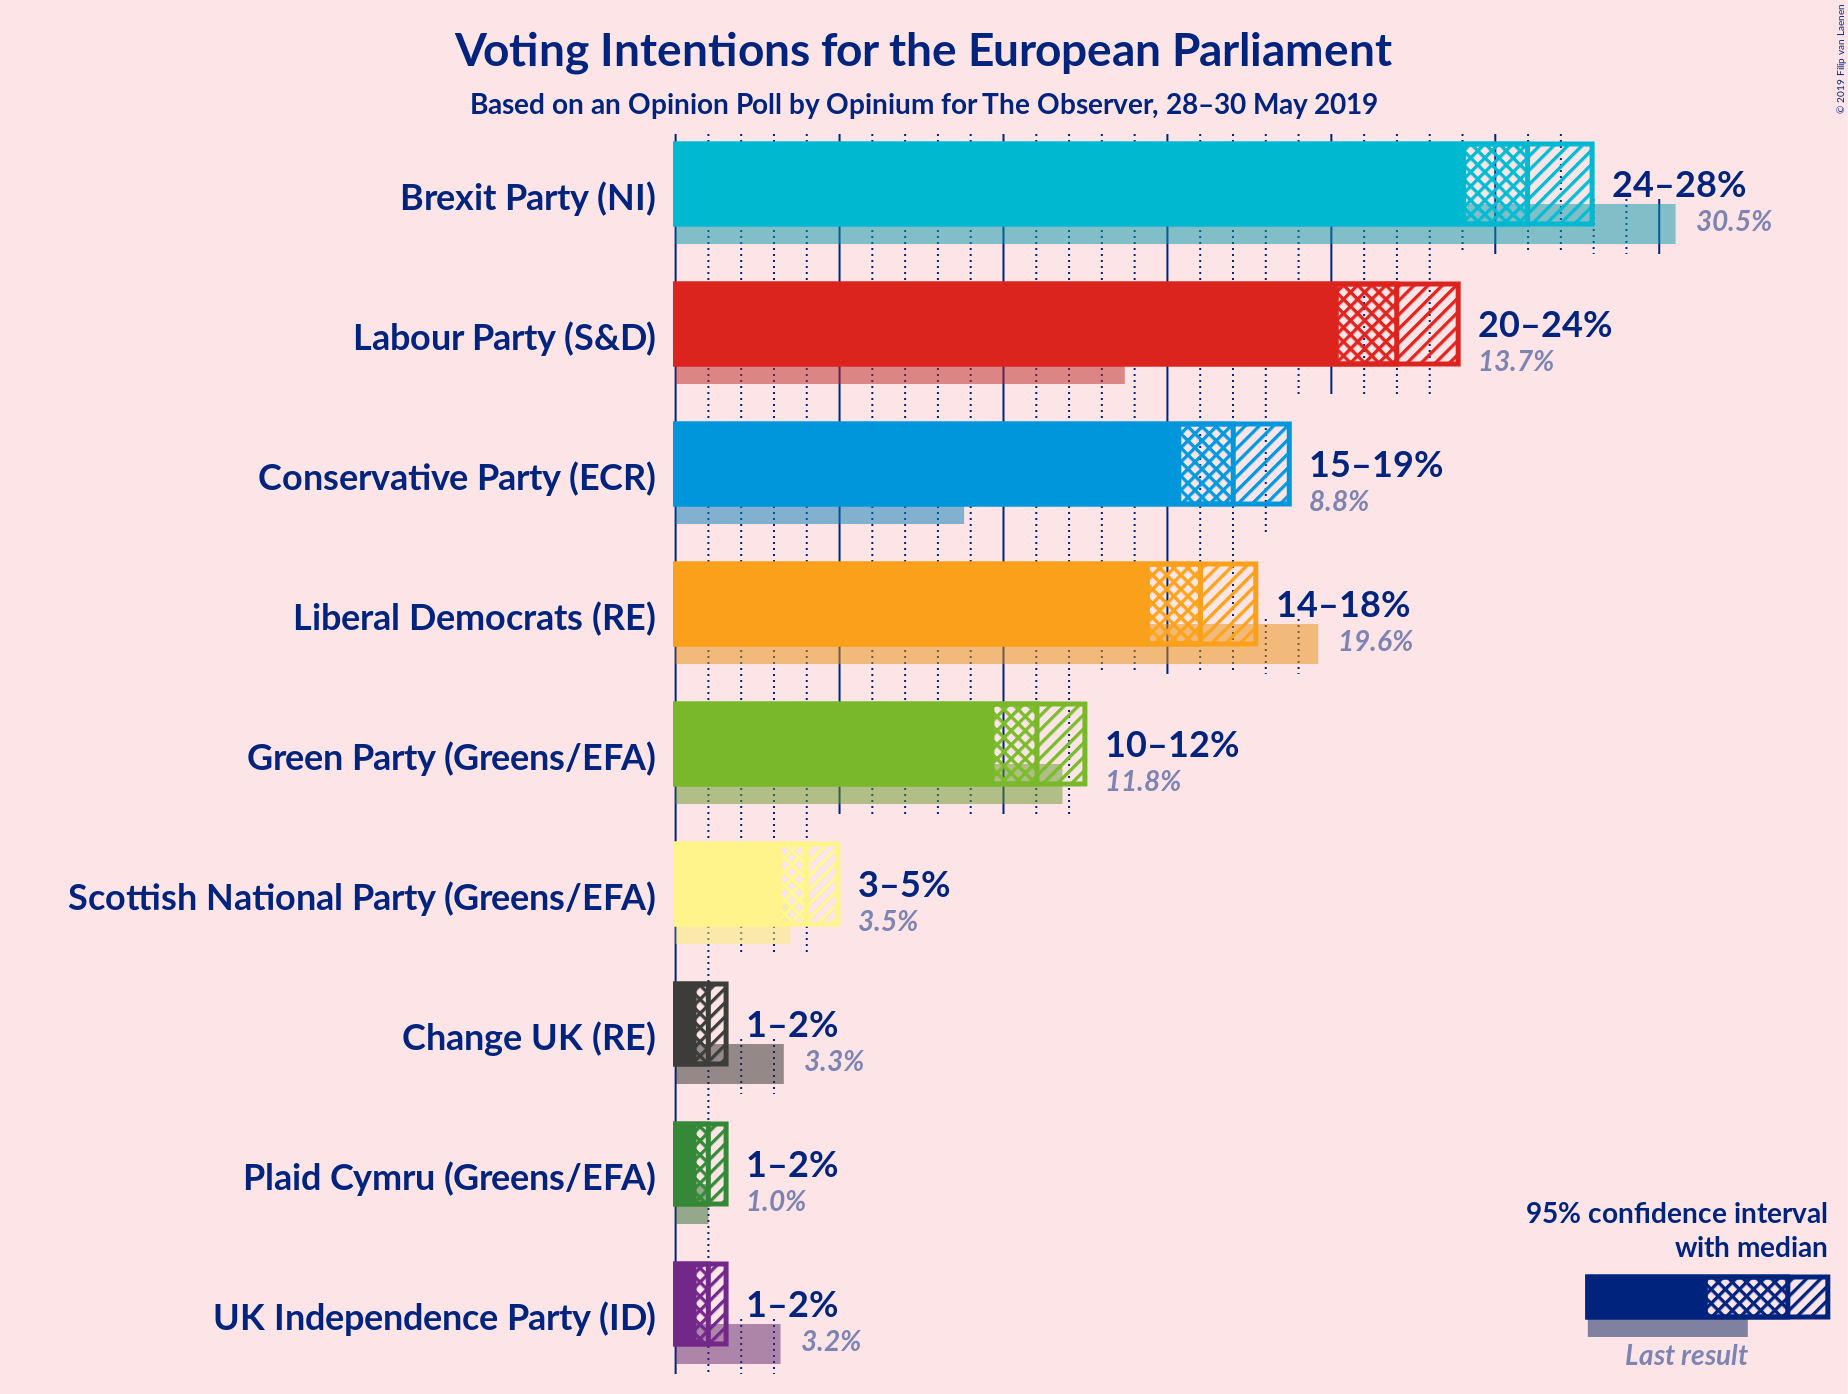 Voting Intentions for the European Parliament
Based on an Opinion Poll by Opinium for The Observer, 28–30 May 2019
© 2019 Filip van Laenen
Brexit Party (NI)
24–28%
30.5%
Labour Party (S&D)
20–24%
13.7%
Conservative Party (ECR)
15–19%
8.8%
Liberal Democrats (RE)
14–18%
19.6%
Green Party (Greens/EFA)
10–12%
11.8%
Scottish National Party (Greens/EFA)
3–5%
3.5%
Change UK (RE)
1–2%
3.3%
Plaid Cymru (Greens/EFA)
1–2%
1.0%
UK Independence Party (ID)
1–2%
3.2%
95% confidence interval
with median
Last result